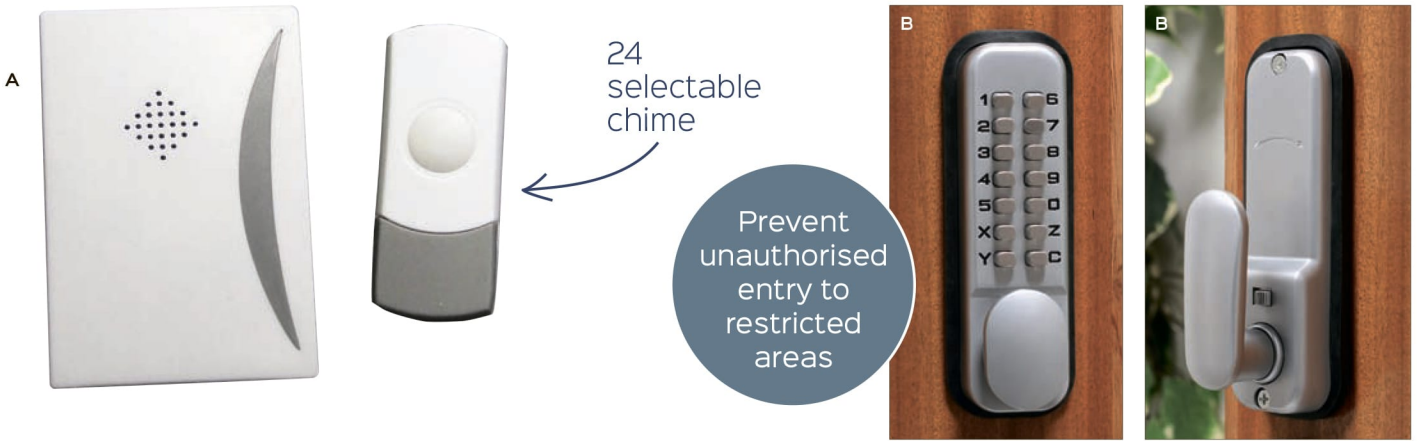 A
24
selectable
chime
Prevent
unauthorised
entry to
restricted
areas
B
1 6
2 7
3 8
4 9
5 0
X Z
Y C
B